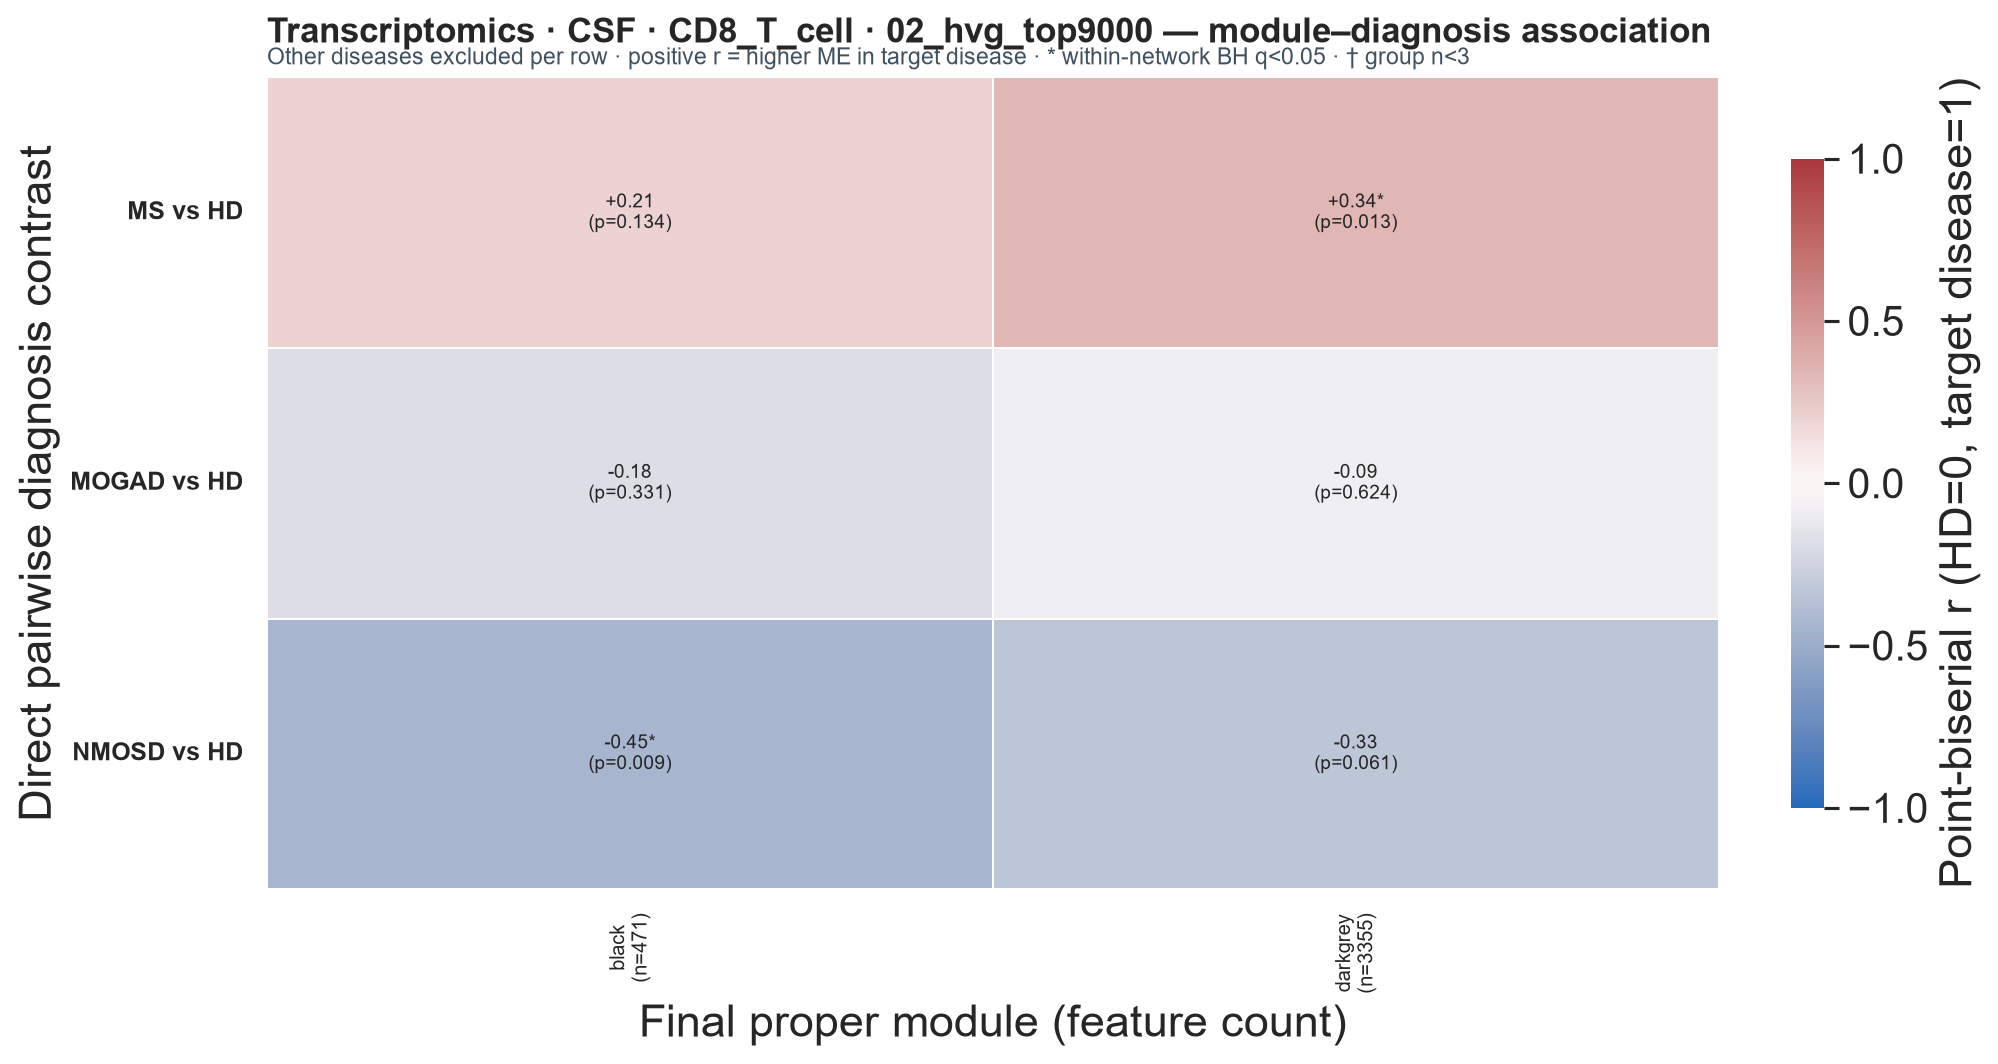 Transcriptomics · CSF · CD8_T_cell · 02_hvg_top9000 — module–diagnosis association
Other diseases excluded per row · positive r = higher ME in target disease · * within-network BH q<0.05 · † group n<3
Direct pairwise diagnosis contrast
MS vs HD
+0.21
(p=0.134)
+0.34*
(p=0.013)
MOGAD vs HD
-0.18
(p=0.331)
-0.09
(p=0.624)
NMOSD vs HD
-0.45*
(p=0.009)
-0.33
(p=0.061)
black
(n=471)
darkgrey
(n=3355)
Final proper module (feature count)
1.0
0.5
0.0
−0.5
−1.0
Point-biserial r (HD=0, target disease=1)